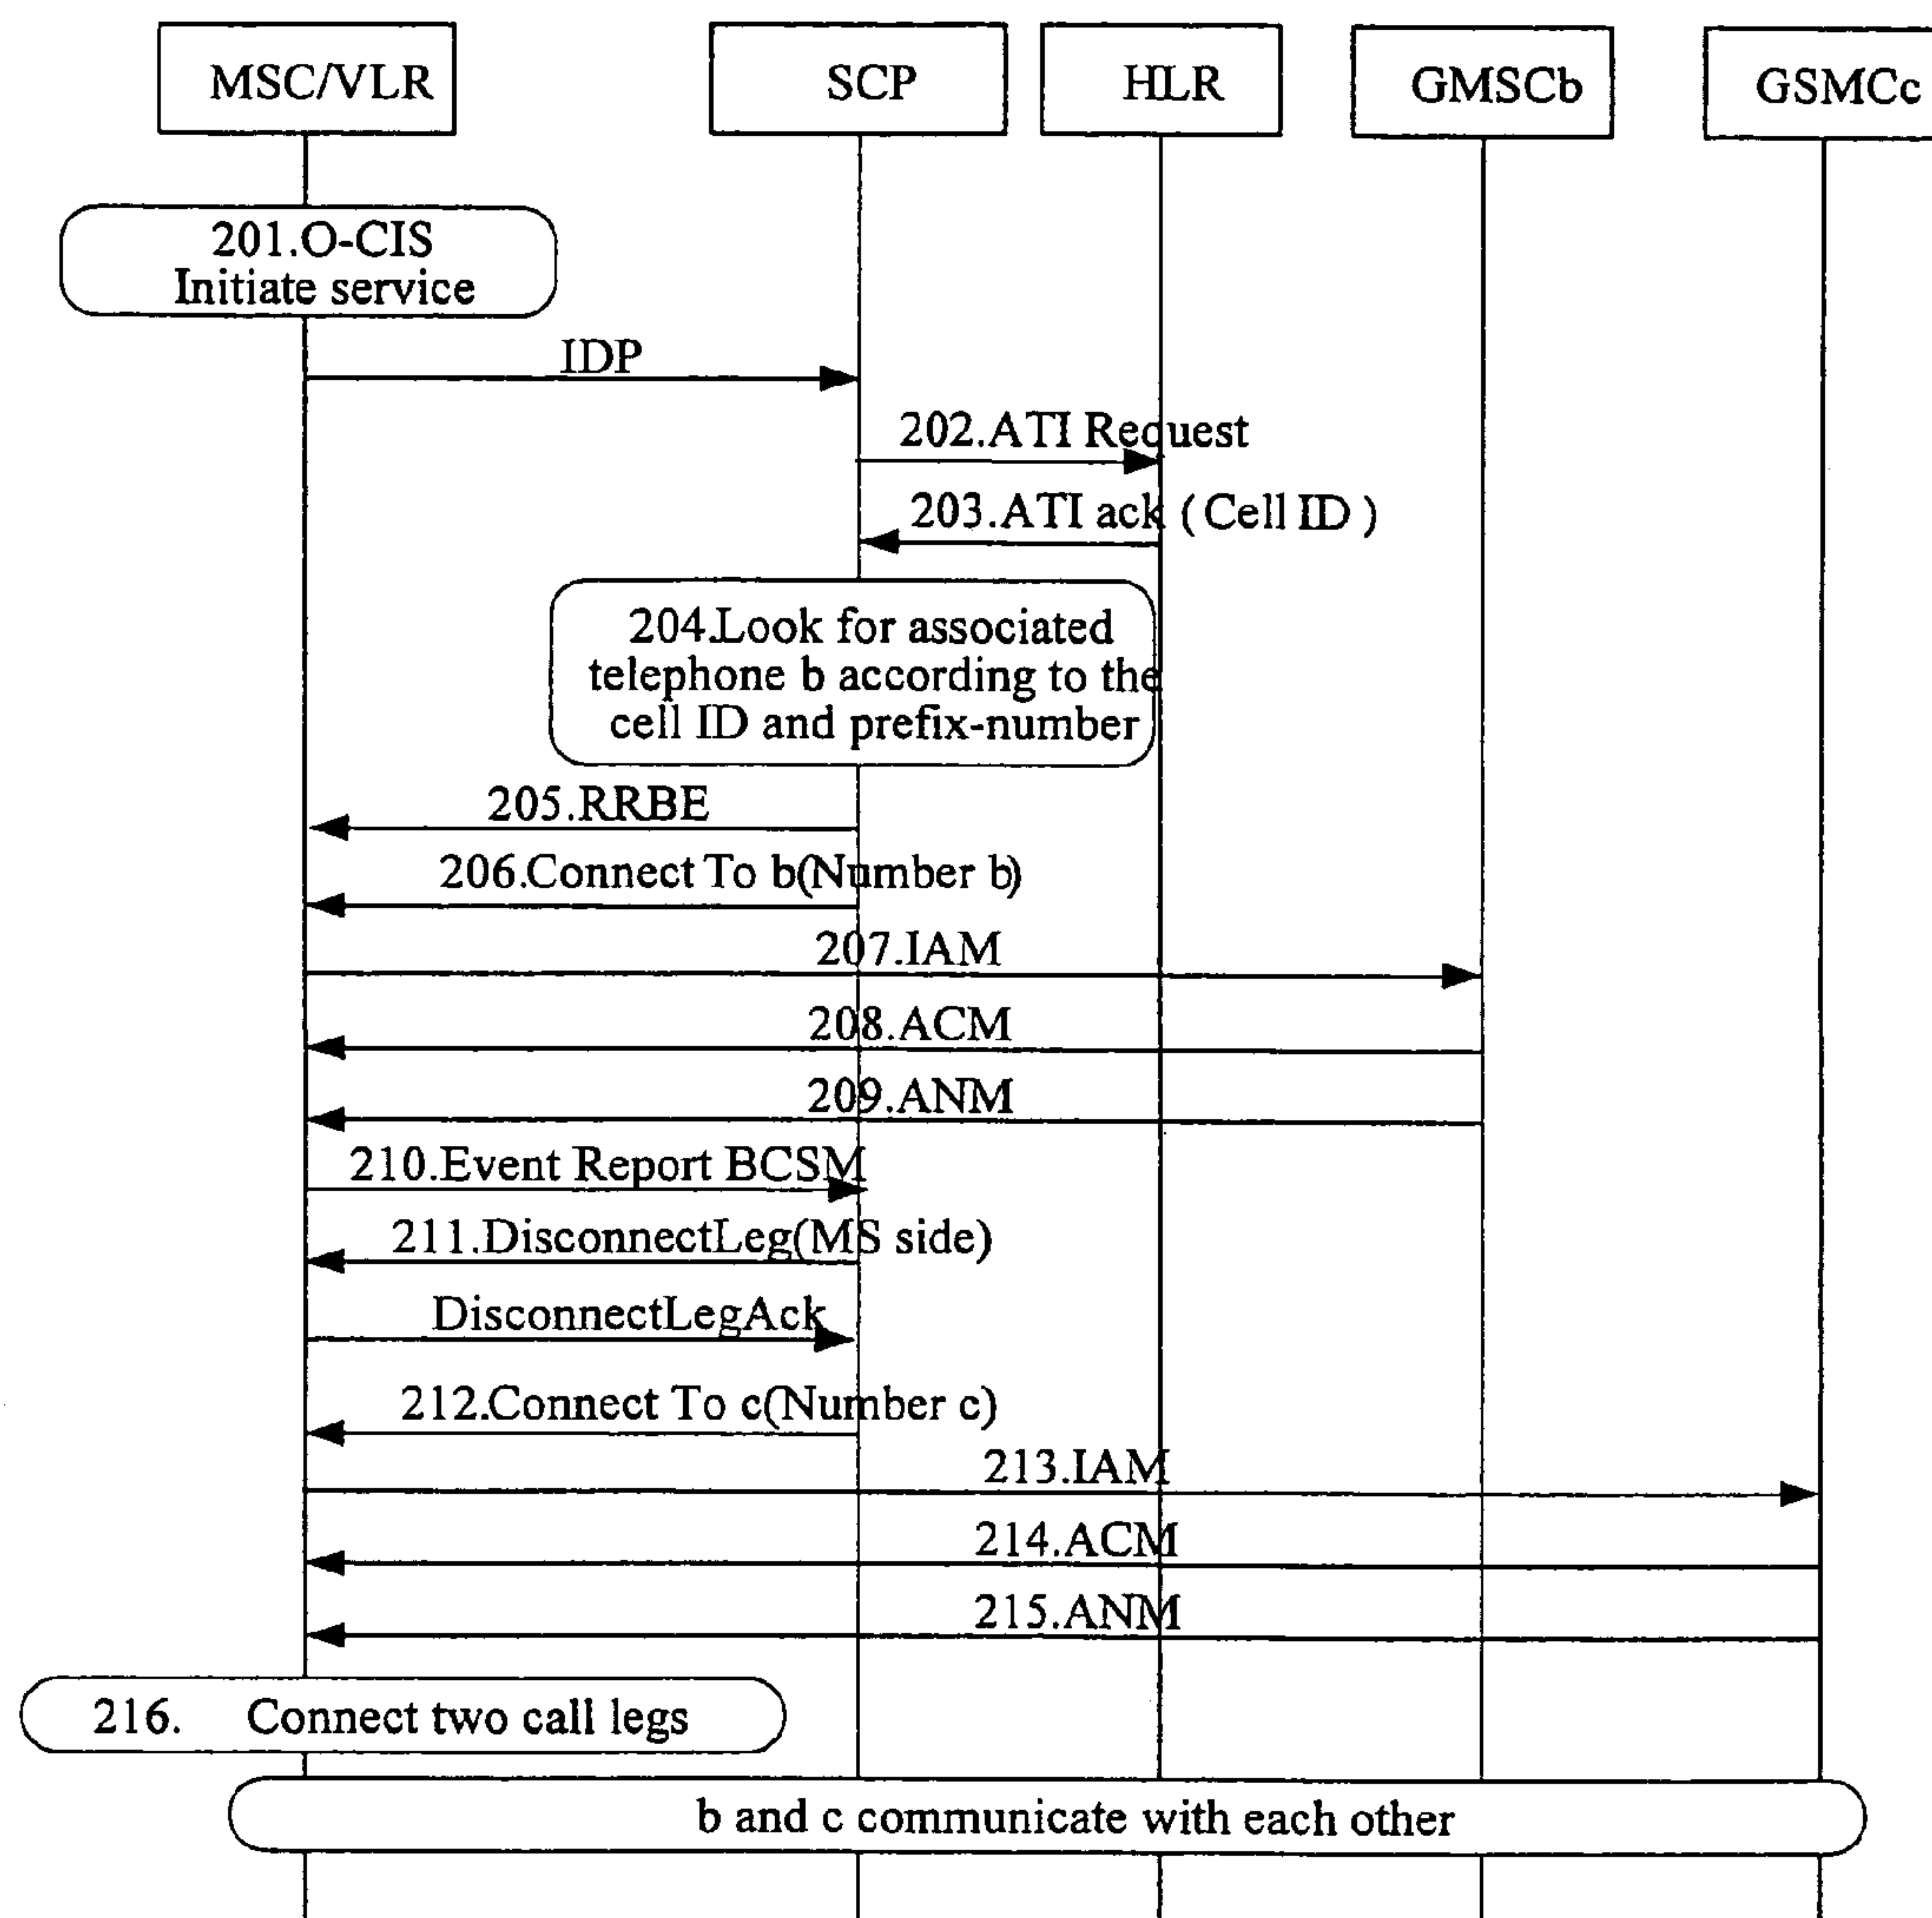 MSC/VLR
SCP
HLR
GMSCb
GSMCc
201.O-CIS
Initiate service
IDP
202.ATI Request
203.ATI ack ( Cell ID )
204.Look for associated
telephone b according to the
cell ID and prefix-number
205.RRBE
206.Connect To b(Number b)
207.IAM
208.ACM
209.ANM
210.Event Report BCSM
211.DisconnectLeg(MS side)
DisconnectLegAck
212.Connect To c(Number c)
213.IAM
214.ACM
215.ANM
216. Connect two call legs
b and c communicate with each other